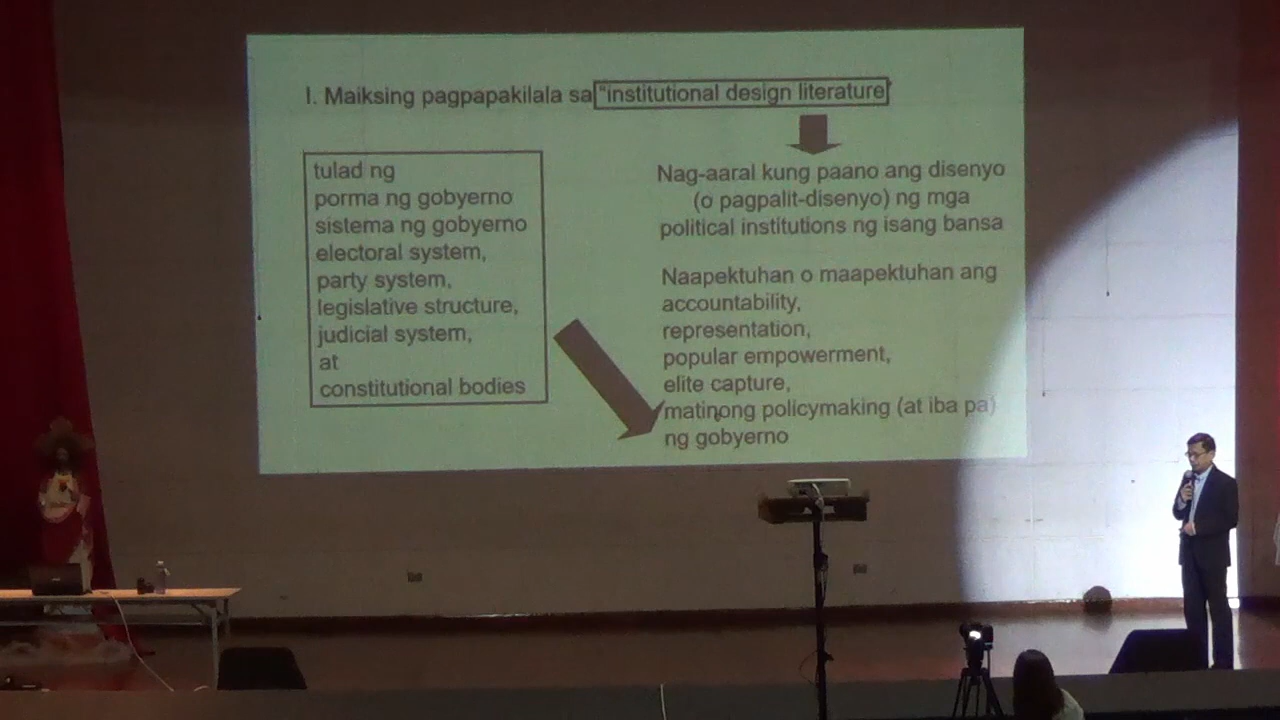 I. Maiksing pagpapakilala sa "institutional design literature"
tulad ng
porma ng gobyerno
sistema ng gobyerno
electoral system,
party system,
legislative structure,
judicial system,
at
constitutional bodies
Nag-aaral kung paano ang disenyo
(o pagpalit-disenyo) ng mga
political institutions ng isang bansa
Naapektuhan o maapektuhan ang
accountability,
representation,
popular empowerment,
elite capture,
matinong policymaking (at iba pa)
ng gobyerno